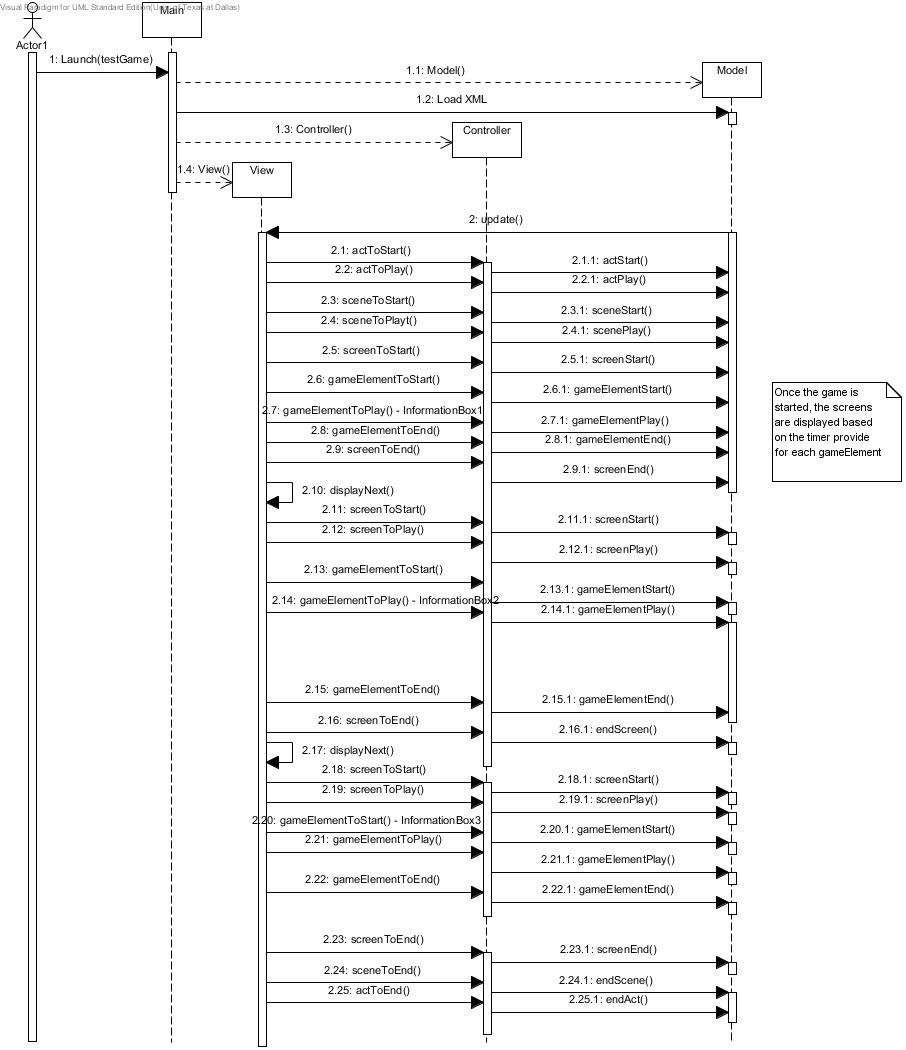 Visual Paradigm for UML Standard Edition(Univ. of Texas at Dallas)
Main
Actor1
1: Launch(testGame)
1.1: Model()
Model
1.2: Load XML
1.3: Controller()
Controller
1.4: View()
View
2: update()
2.1: actToStart()
2.1.1: actStart()
2.2: actToPlay()
2.2.1: actPlay()
2.3: sceneToStart()
2.3.1: sceneStart()
2.4: sceneToPlayt()
2.4.1: scenePlay()
2.5: screenToStart()
2.5.1: screenStart()
2.6: gameElementToStart()
2.6.1: gameElementStart()
Once the game is
started, the screens
are displayed based
on the timer provide
for each gameElement
2.7: gameElementToPlay() - InformationBox1
2.7.1: gameElementPlay()
2.8: gameElementToEnd()
2.8.1: gameElementEnd()
2.9: screenToEnd()
2.9.1: screenEnd()
2.10: displayNext()
2.11: screenToStart()
2.11.1: screenStart()
2.12: screenToPlay()
2.12.1: screenPlay()
2.13: gameElementToStart()
2.13.1: gameElementStart()
2.14: gameElementToPlay() - InformationBox2
2.14.1: gameElementPlay()
2.15: gameElementToEnd()
2.15.1: gameElementEnd()
2.16: screenToEnd()
2.16.1: endScreen()
2.17: displayNext()
2.18: screenToStart()
2.18.1: screenStart()
2.19: screenToPlay()
2.19.1: screenPlay()
2.20: gameElementToStart() - InformationBox3
2.20.1: gameElementStart()
2.21: gameElementToPlay()
2.21.1: gameElementPlay()
2.22: gameElementToEnd()
2.22.1: gameElementEnd()
2.23: screenToEnd()
2.23.1: screenEnd()
2.24: sceneToEnd()
2.24.1: endScene()
2.25: actToEnd()
2.25.1: endAct()